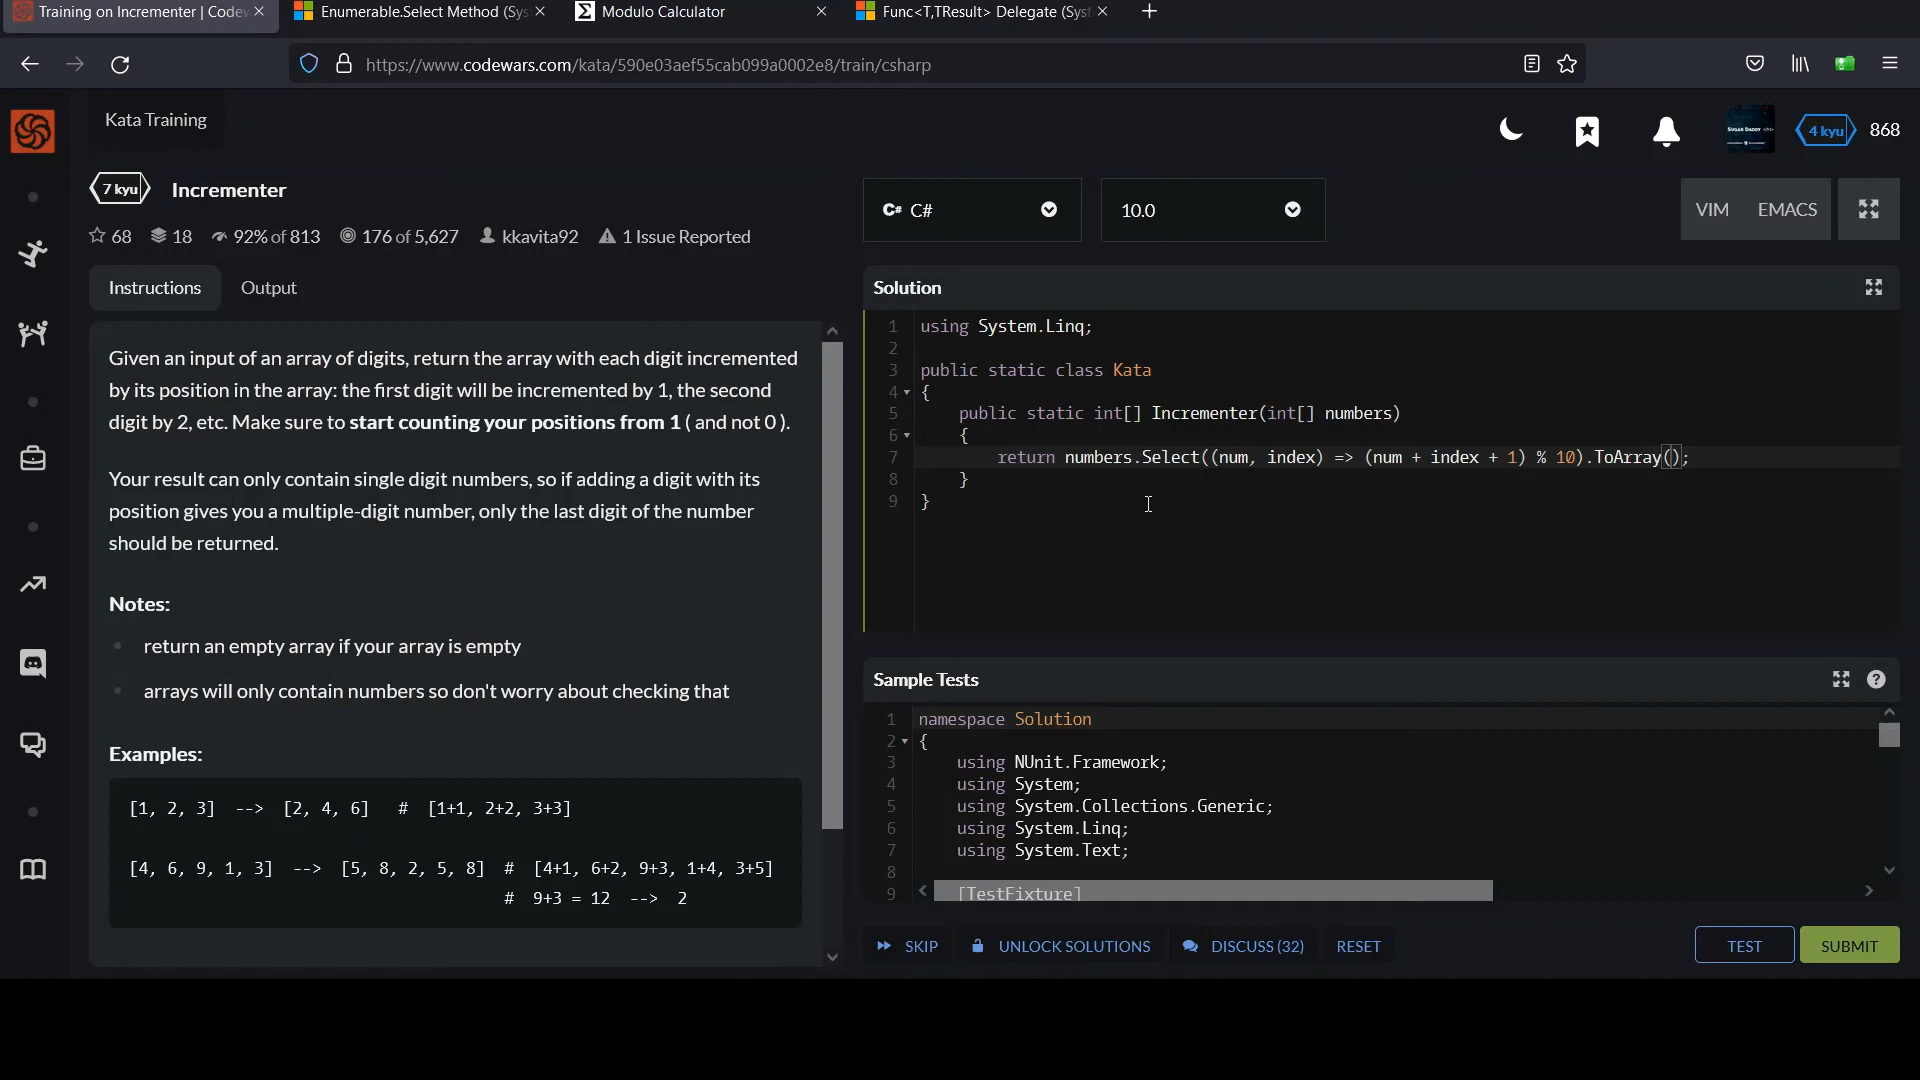 Training on Incrementer | Codew
Enumerable.Select Method (Sys
Modulo Calculator
Func<T,TResult> Delegate (Syst
https://www.codewars.com/kata/590e03aef55cab099a0002e8/train/csharp
Kata Training
SUGAR DADDY
4 kyu
868
7 kyu
Incrementer
68
18
92% of 813
176 of 5,627
kkavita92
1 Issue Reported
C# C#
10.0
VIM
EMACS
Instructions
Output
Given an input of an array of digits, return the array with each digit incremented
by its position in the array: the first digit will be incremented by 1, the second
digit by 2, etc. Make sure to start counting your positions from 1 ( and not 0 ).
Your result can only contain single digit numbers, so if adding a digit with its
position gives you a multiple-digit number, only the last digit of the number
should be returned.
Notes:
return an empty array if your array is empty
arrays will only contain numbers so don't worry about checking that
Examples:
[1, 2, 3]  -->  [2, 4, 6]   #  [1+1, 2+2, 3+3]
[4, 6, 9, 1, 3]  -->  [5, 8, 2, 5, 8]  #  [4+1, 6+2, 9+3, 1+4, 3+5]
#  9+3 = 12  -->  2
Solution
1 using System.Linq;
2
3 public static class Kata
4 {
5     public static int[] Incrementer(int[] numbers)
6     {
7         return numbers.Select((num, index) => (num + index + 1) % 10).ToArray();
8     }
9 }
Sample Tests
1 namespace Solution
2 {
3     using NUnit.Framework;
4     using System;
5     using System.Collections.Generic;
6     using System.Linq;
7     using System.Text;
8
9     [TestFixture]
SKIP
UNLOCK SOLUTIONS
DISCUSS (32)
RESET
TEST
SUBMIT